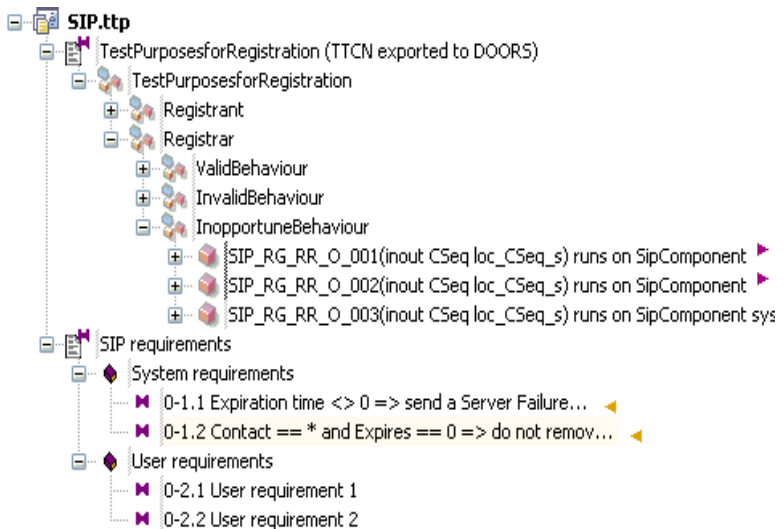 SIP.ttp
TestPurposesforRegistration (TTCN exported to DOORS)
TestPurposesforRegistration
Registrant
Registrar
ValidBehaviour
InvalidBehaviour
InopportuneBehaviour
SIP_RG_RR_O_001(inout CSeq loc_CSeq_s) runs on SipComponent
SIP_RG_RR_O_002(inout CSeq loc_CSeq_s) runs on SipComponent
SIP_RG_RR_O_003(inout CSeq loc_CSeq_s) runs on SipComponent sys
SIP requirements
System requirements
0-1.1 Expiration time <> 0 => send a Server Failure...
0-1.2 Contact == * and Expires == 0 => do not remov...
User requirements
0-2.1 User requirement 1
0-2.2 User requirement 2